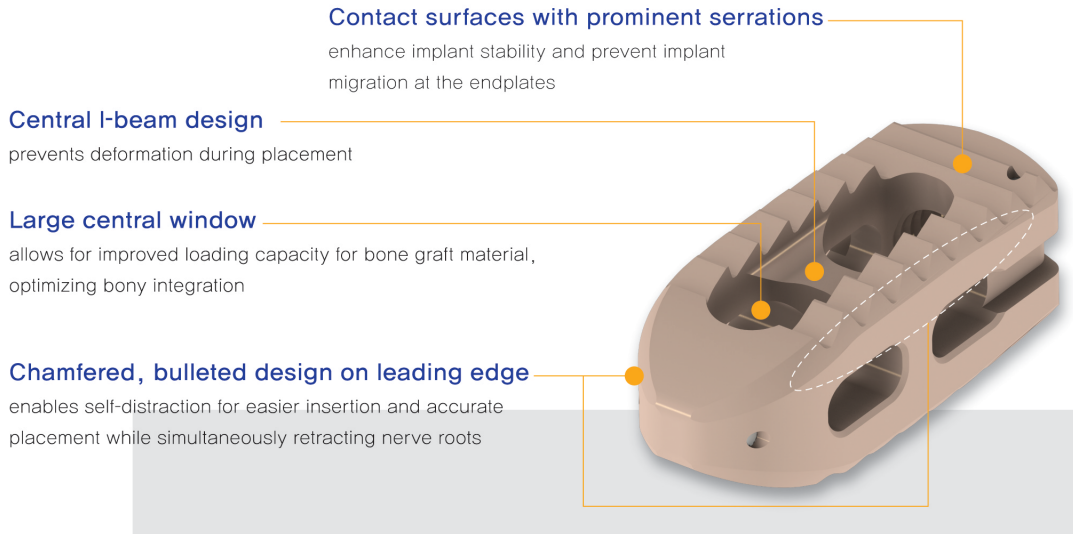 Contact surfaces with prominent serrations
enhance implant stability and prevent implant
migration at the endplates
Central I-beam design
prevents deformation during placement
Large central window
allows for improved loading capacity for bone graft material,
optimizing bony integration
Chamfered, bulleted design on leading edge
enables self-distraction for easier insertion and accurate
placement while simultaneously retracting nerve roots